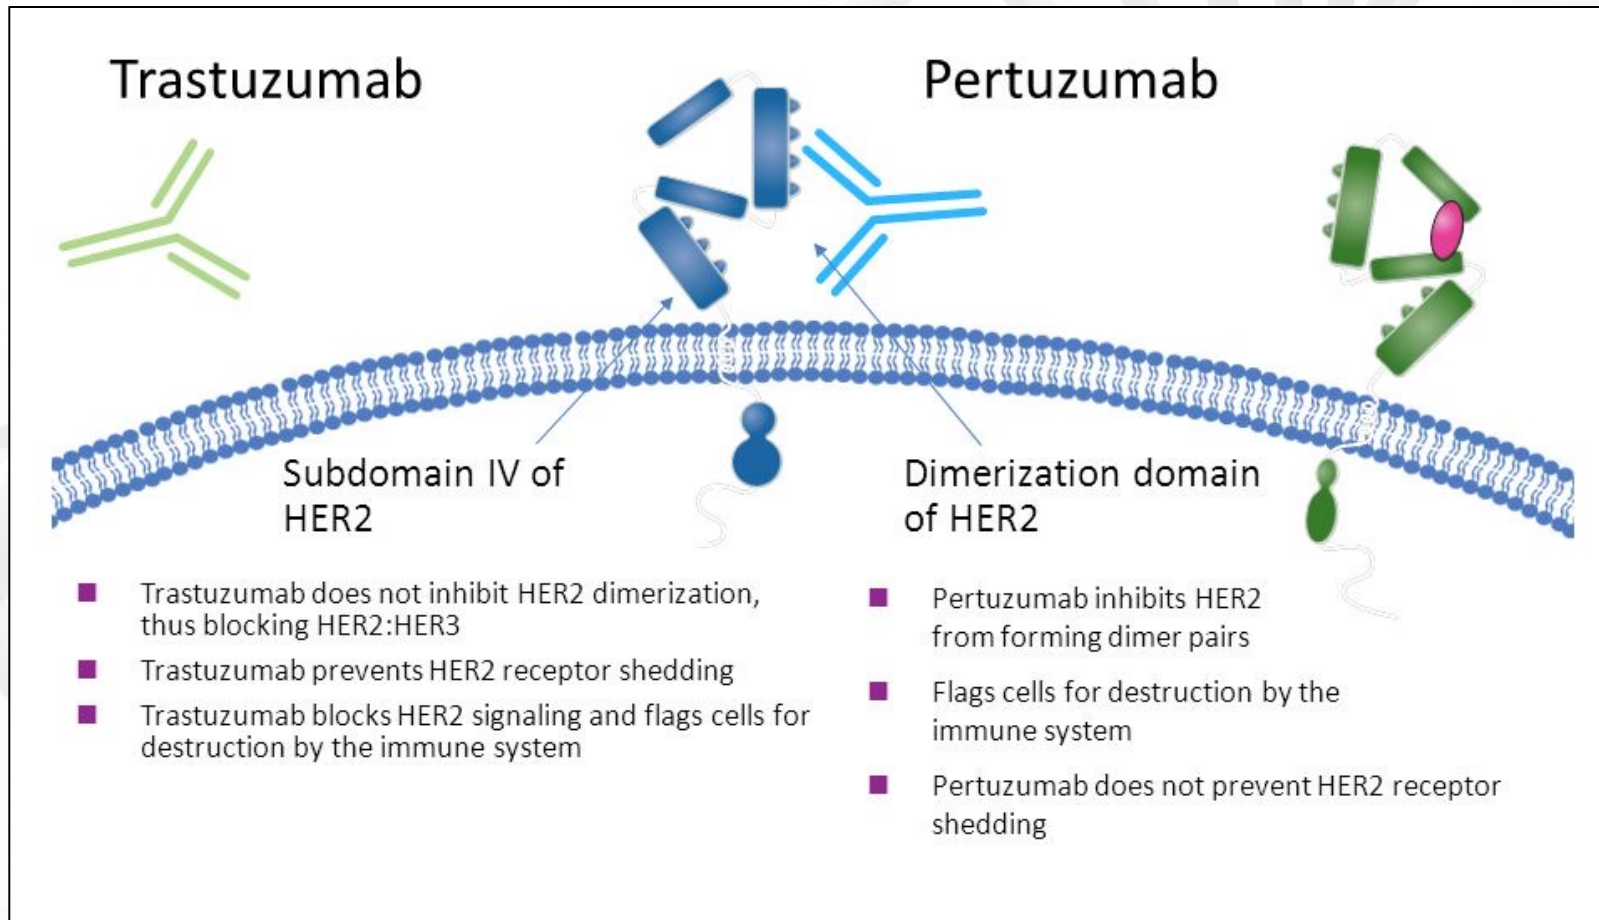 Trastuzumab
Pertuzumab
Subdomain IV of
HER2
Dimerization domain
of HER2
Trastuzumab does not inhibit HER2 dimerization,
thus blocking HER2:HER3
Trastuzumab prevents HER2 receptor shedding
Trastuzumab blocks HER2 signaling and flags cells for
destruction by the immune system
Pertuzumab inhibits HER2
from forming dimer pairs
Flags cells for destruction by the
immune system
Pertuzumab does not prevent HER2 receptor
shedding